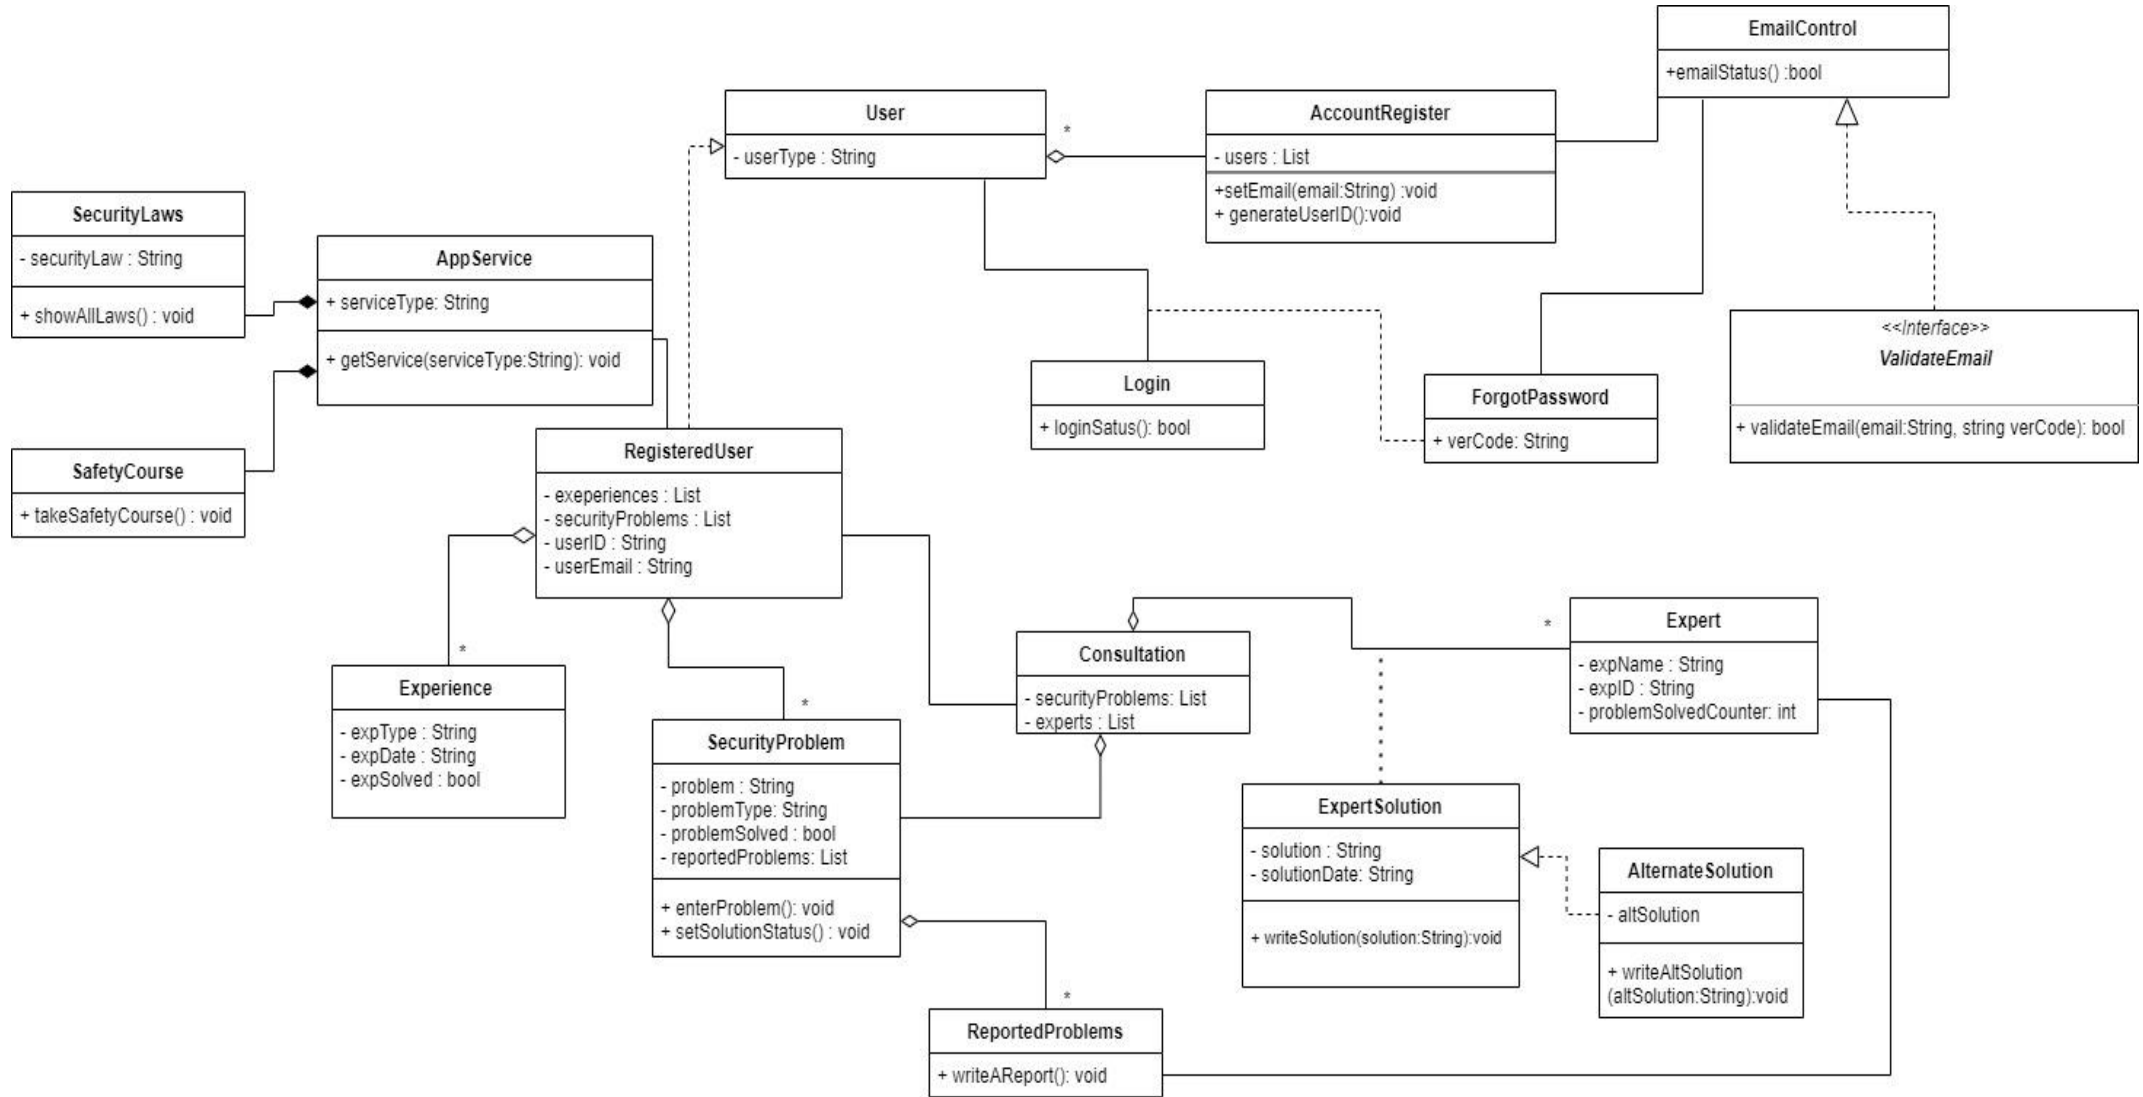 EmailControl
+emailStatus() :bool
User
- userType : String
*
AccountRegister
- users : List
+setEmail(email:String) :void
+ generateUserID():void
SecurityLaws
- securityLaw : String
+ showAllLaws() : void
AppService
+ serviceType: String
+ getService(serviceType:String): void
<<Interface>>
ValidateEmail
+ validateEmail(email:String, string verCode): bool
Login
+ loginSatus(): bool
ForgotPassword
+ verCode: String
SafetyCourse
+ takeSafetyCourse() : void
RegisteredUser
- exeperiences : List
- securityProblems : List
- userID : String
- userEmail : String
*
Experience
- expType : String
- expDate : String
- expSolved : bool
*
SecurityProblem
- problem : String
- problemType: String
- problemSolved : bool
- reportedProblems: List
+ enterProblem(): void
+ setSolutionStatus() : void
Consultation
- securityProblems: List
- experts : List
*
Expert
- expName : String
- expID : String
- problemSolvedCounter: int
ExpertSolution
- solution : String
- solutionDate: String
+ writeSolution(solution:String):void
AlternateSolution
- altSolution
+ writeAltSolution
(altSolution:String):void
*
ReportedProblems
+ writeAReport(): void